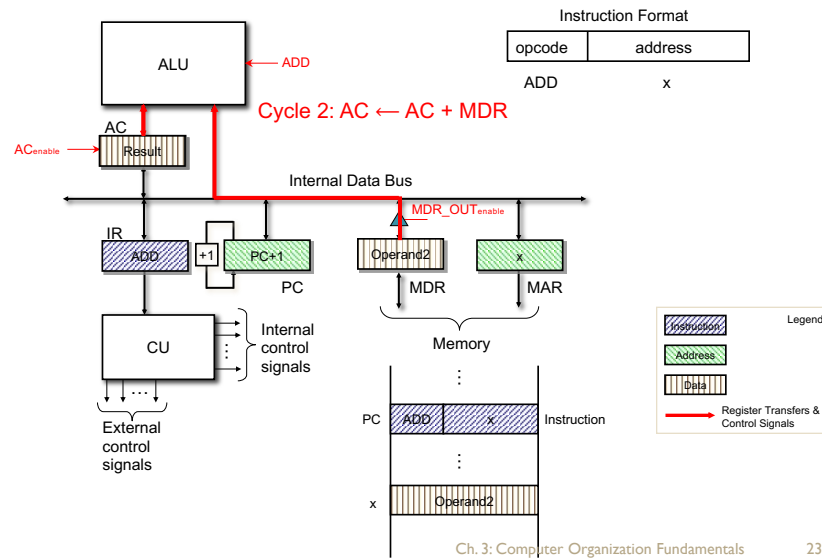 Instruction Format
opcode
address
ADD
x
ALU
ADD
Cycle 2: AC ← AC + MDR
AC
ACenable
Result
Internal Data Bus
MDR_OUTenable
IR
ADD
+1
PC+1
PC
Operand2
MDR
x
MAR
CU
Internal
control
signals
External
control
signals
Memory
PC
ADD
x
Instruction
x
Operand2
Legend
Instruction
Address
Data
Register Transfers &
Control Signals
Ch. 3: Computer Organization Fundamentals
23